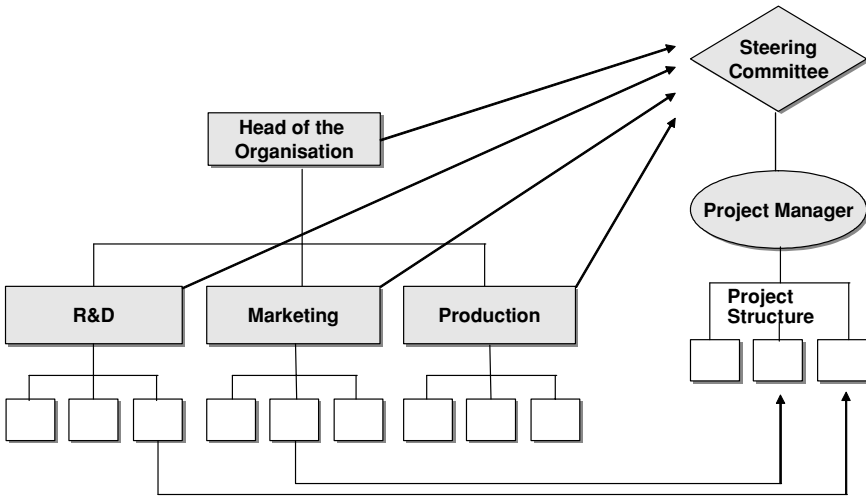 Steering
Committee
Head of the
Organisation
Project Manager
R&D
Marketing
Production
Project
Structure